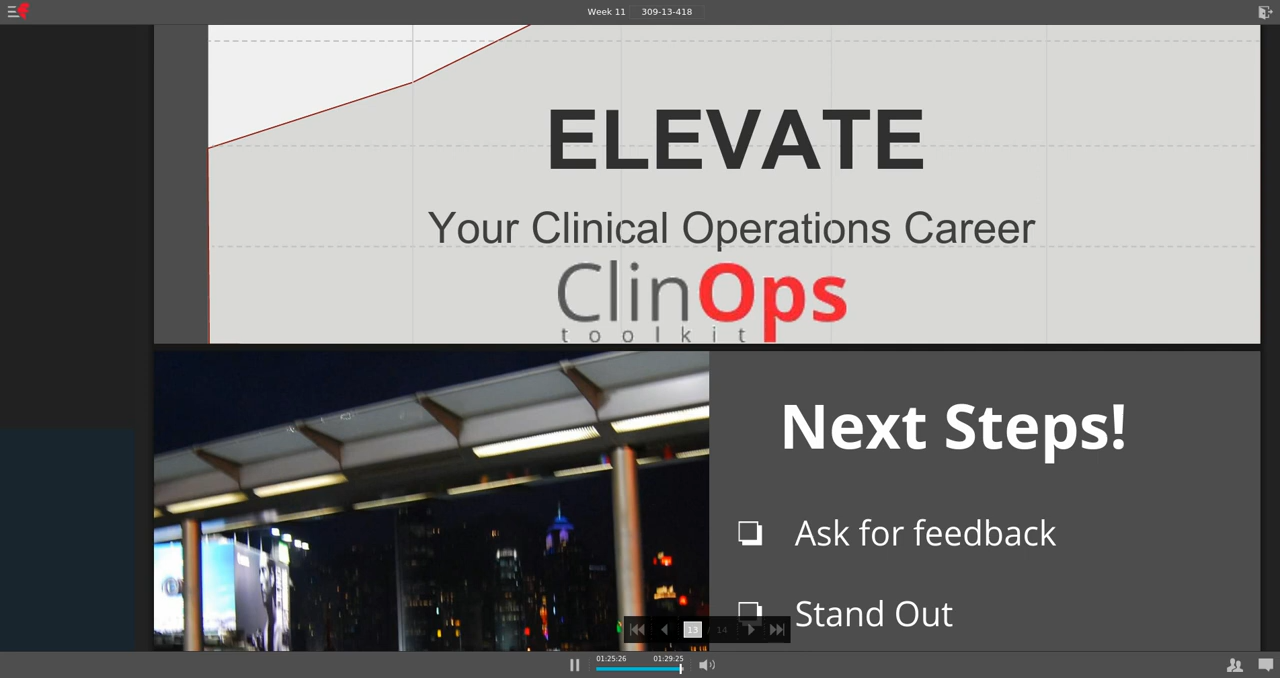 Week 11 309-13-418
ELEVATE
Your Clinical Operations Career
ClinOps
toolkit
Next Steps!
Ask for feedback
Stand Out
13 / 14
01:25:26 01:29:25